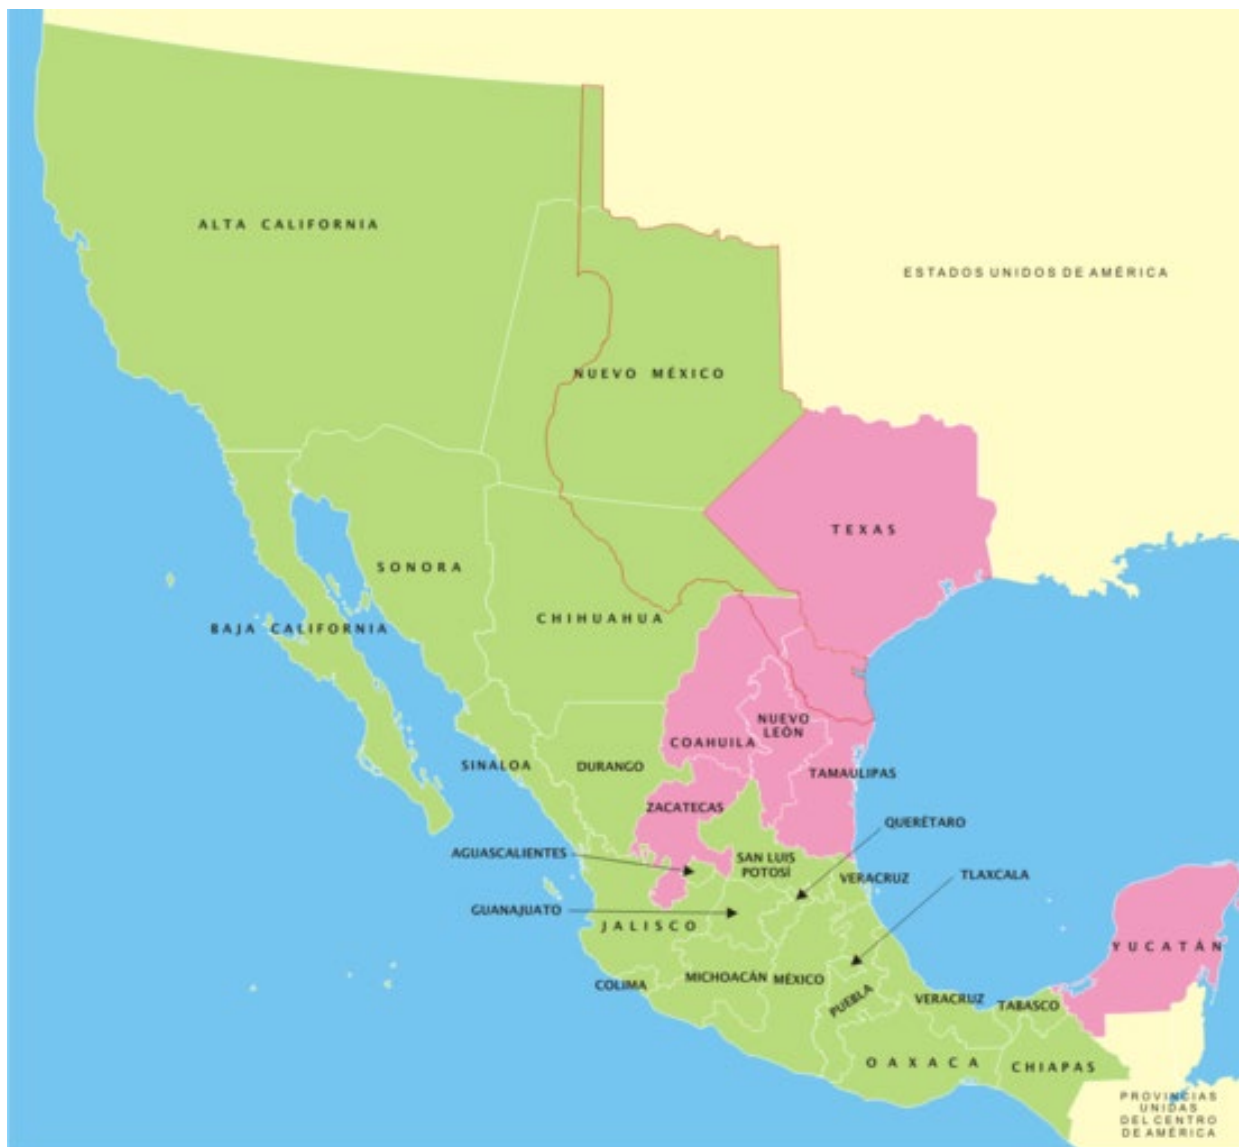 ALTA CALIFORNIA
ESTADOS UNIDOS DE AMÉRICA
NUEVO MÉXICO
TEXAS
SONORA
CHIHUAHUA
BAJA CALIFORNIA
NUEVO
LEÓN
COAHUILA
SINALOA
DURANGO
TAMAULIPAS
ZACATECAS
QUERÉTARO
AGUASCALIENTES
SAN LUIS
POTOSÍ
VERACRUZ
TLAXCALA
GUANAJUATO
JALISCO
YUCATÁN
MICHOACÁN
MÉXICO
COLIMA
PUEBLA
VERACRUZ
TABASCO
OAXACA
CHIAPAS
PROVINCIAS
UNIDAS
DEL CENTRO
DE AMÉRICA